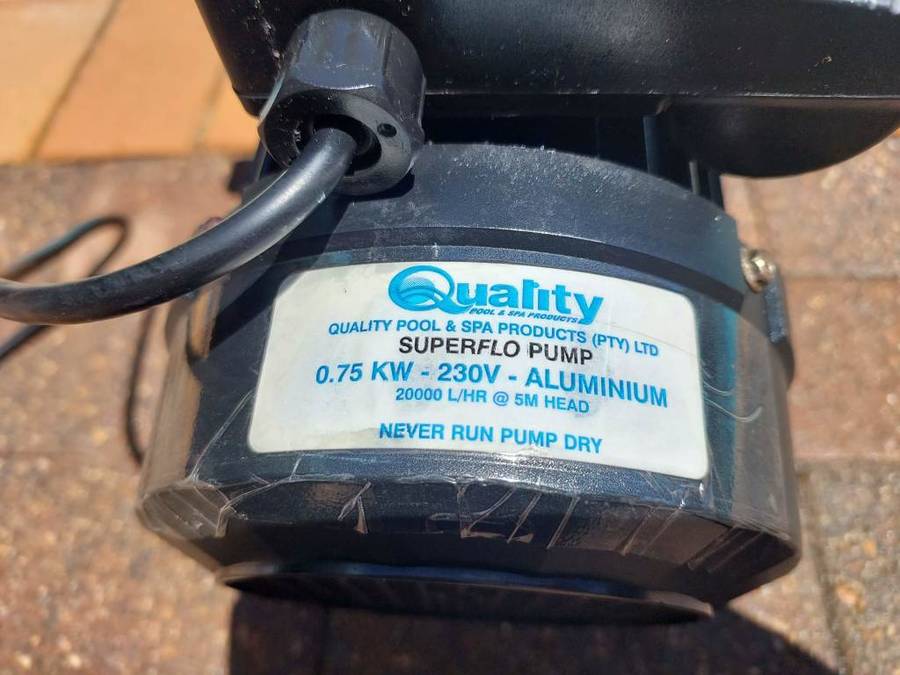 Quality
POOL & SPA PRODUCTS
QUALITY POOL & SPA PRODUCTS (PTY) LTD
SUPERFLO PUMP
0.75 KW - 230V - ALUMINIUM
20000 L/HR @ 5M HEAD
NEVER RUN PUMP DRY